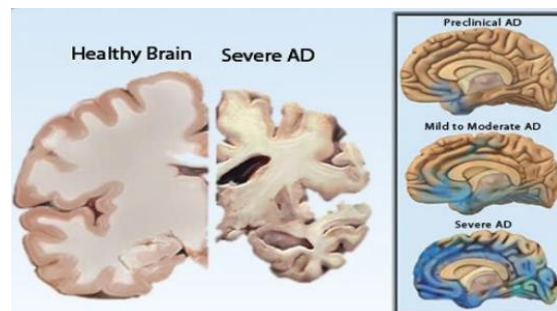 Healthy Brain
Severe AD
Preclinical AD
Mild to Moderate AD
Severe AD